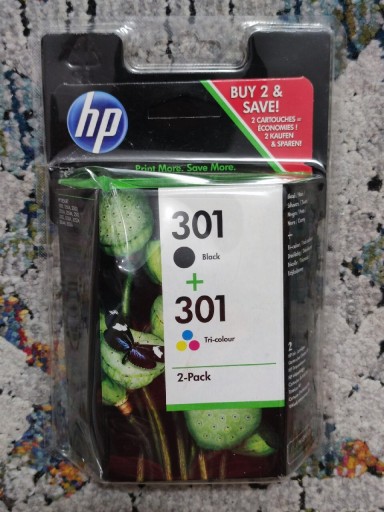 hp
BUY 2 &
SAVE!
2 CARTOUCHES =
ÉCONOMIES !
2 KAUFEN
& SPAREN!
Print More. Save More.
301
Black
+
301
Tri-colour
2-Pack